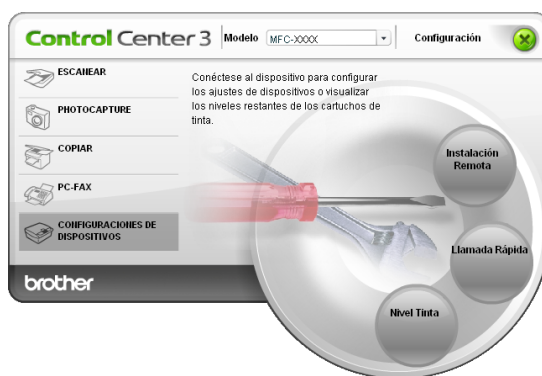 Control Center 3 Modelo MFC-XXXX Configuración
ESCANEAR
PHOTOCAPTURE
COPIAR
PC-FAX
CONFIGURACIONES DE
DISPOSITIVOS
brother
Conéctese al dispositivo para configurar
los ajustes de dispositivos o visualizar
los niveles restantes de los cartuchos de
tinta.
Instalación
Remota
Llamada Rápida
Nivel Tinta